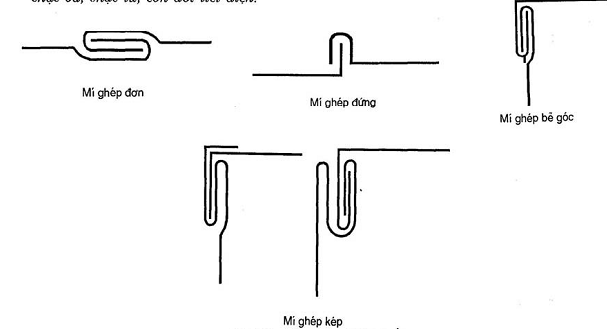 Mí ghép đơn
Mí ghép đứng
Mí ghép bẻ góc
Mí ghép kép